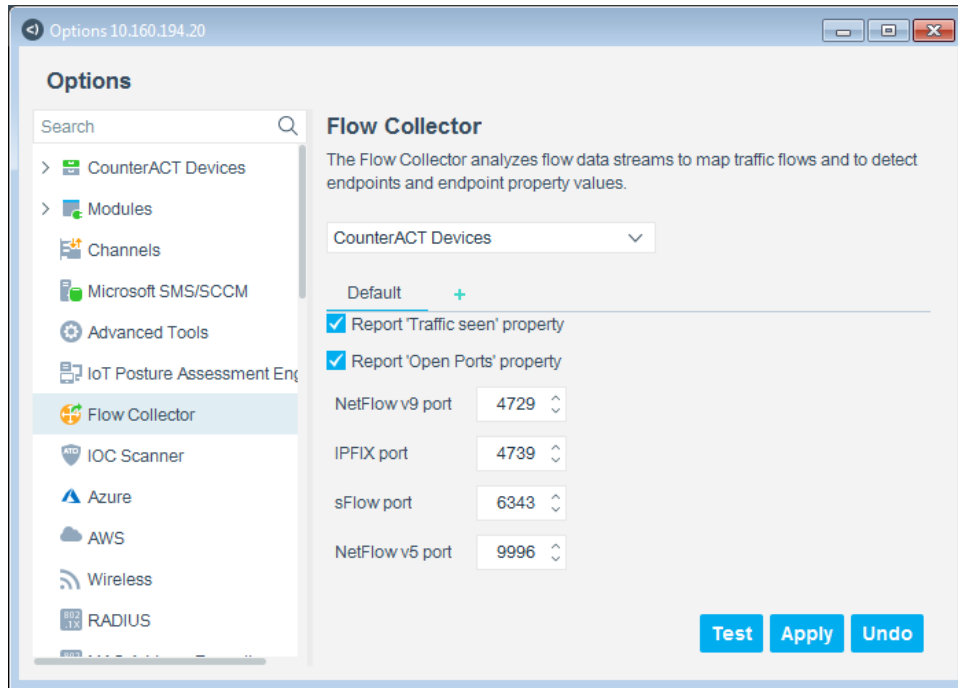 Options 10.160.194.20
Options
Search
CounterACT Devices
Modules
Channels
Microsoft SMS/SCCM
Advanced Tools
IoT Posture Assessment Eng
Flow Collector
ATD
IOC Scanner
Azure
AWS
Wireless
802
.1X
RADIUS
Flow Collector
The Flow Collector analyzes flow data streams to map traffic flows and to detect
endpoints and endpoint property values.
CounterACT Devices
Default +
Report 'Traffic seen' property
Report 'Open Ports' property
NetFlow v9 port 4729
IPFIX port 4739
sFlow port 6343
NetFlow v5 port 9996
Test Apply Undo